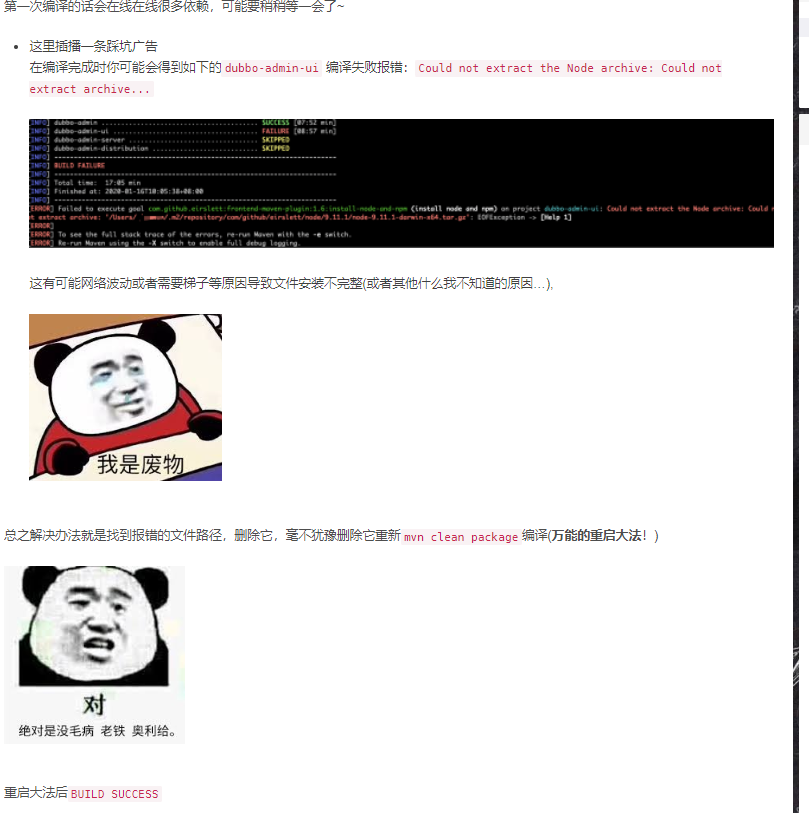 第一次编译的话会在线在线很多依赖，可能要稍稍等一会了~
这里插播一条踩坑广告
在编译完成时你可能会得到如下的 dubbo-admin-ui 编译失败报错： Could not extract the Node archive: Could not
extract archive...
[INFO] dubbo-admin ........................................ SUCCESS [07:52 min]
[INFO] dubbo-admin-ui ..................................... FAILURE [08:57 min]
[INFO] dubbo-admin-server ................................. SKIPPED
[INFO] dubbo-admin-distribution ........................... SKIPPED
[INFO] ------------------------------------------------------------------------
[INFO] BUILD FAILURE
[INFO] ------------------------------------------------------------------------
[INFO] Total time: 17:05 min
[INFO] Finished at: 2020-01-16T18:05:38+08:00
[INFO] ------------------------------------------------------------------------
[ERROR] Failed to execute goal com.github.eirslett:frontend-maven-plugin:1.6:install-node-and-npm (install node and npm) on project dubbo-admin-ui: Could not extract the Node archive: Could n
ot extract archive: '/Users/ /.m2/repository/com/github/eirslett/node/9.11.1/node-9.11.1-darwin-x64.tar.gz': EOFException -> [Help 1]
[ERROR]
[ERROR] To see the full stack trace of the errors, re-run Maven with the -e switch.
[ERROR] Re-run Maven using the -X switch to enable full debug logging.
这有可能网络波动或者需要梯子等原因导致文件安装不完整(或者其他什么我不知道的原因…),
我是废物
总之解决办法就是找到报错的文件路径，删除它，毫不犹豫删除它重新 mvn clean package 编译(万能的重启大法！)
对
绝对是没毛病 老铁 奥利给。
重启大法后 BUILD SUCCESS